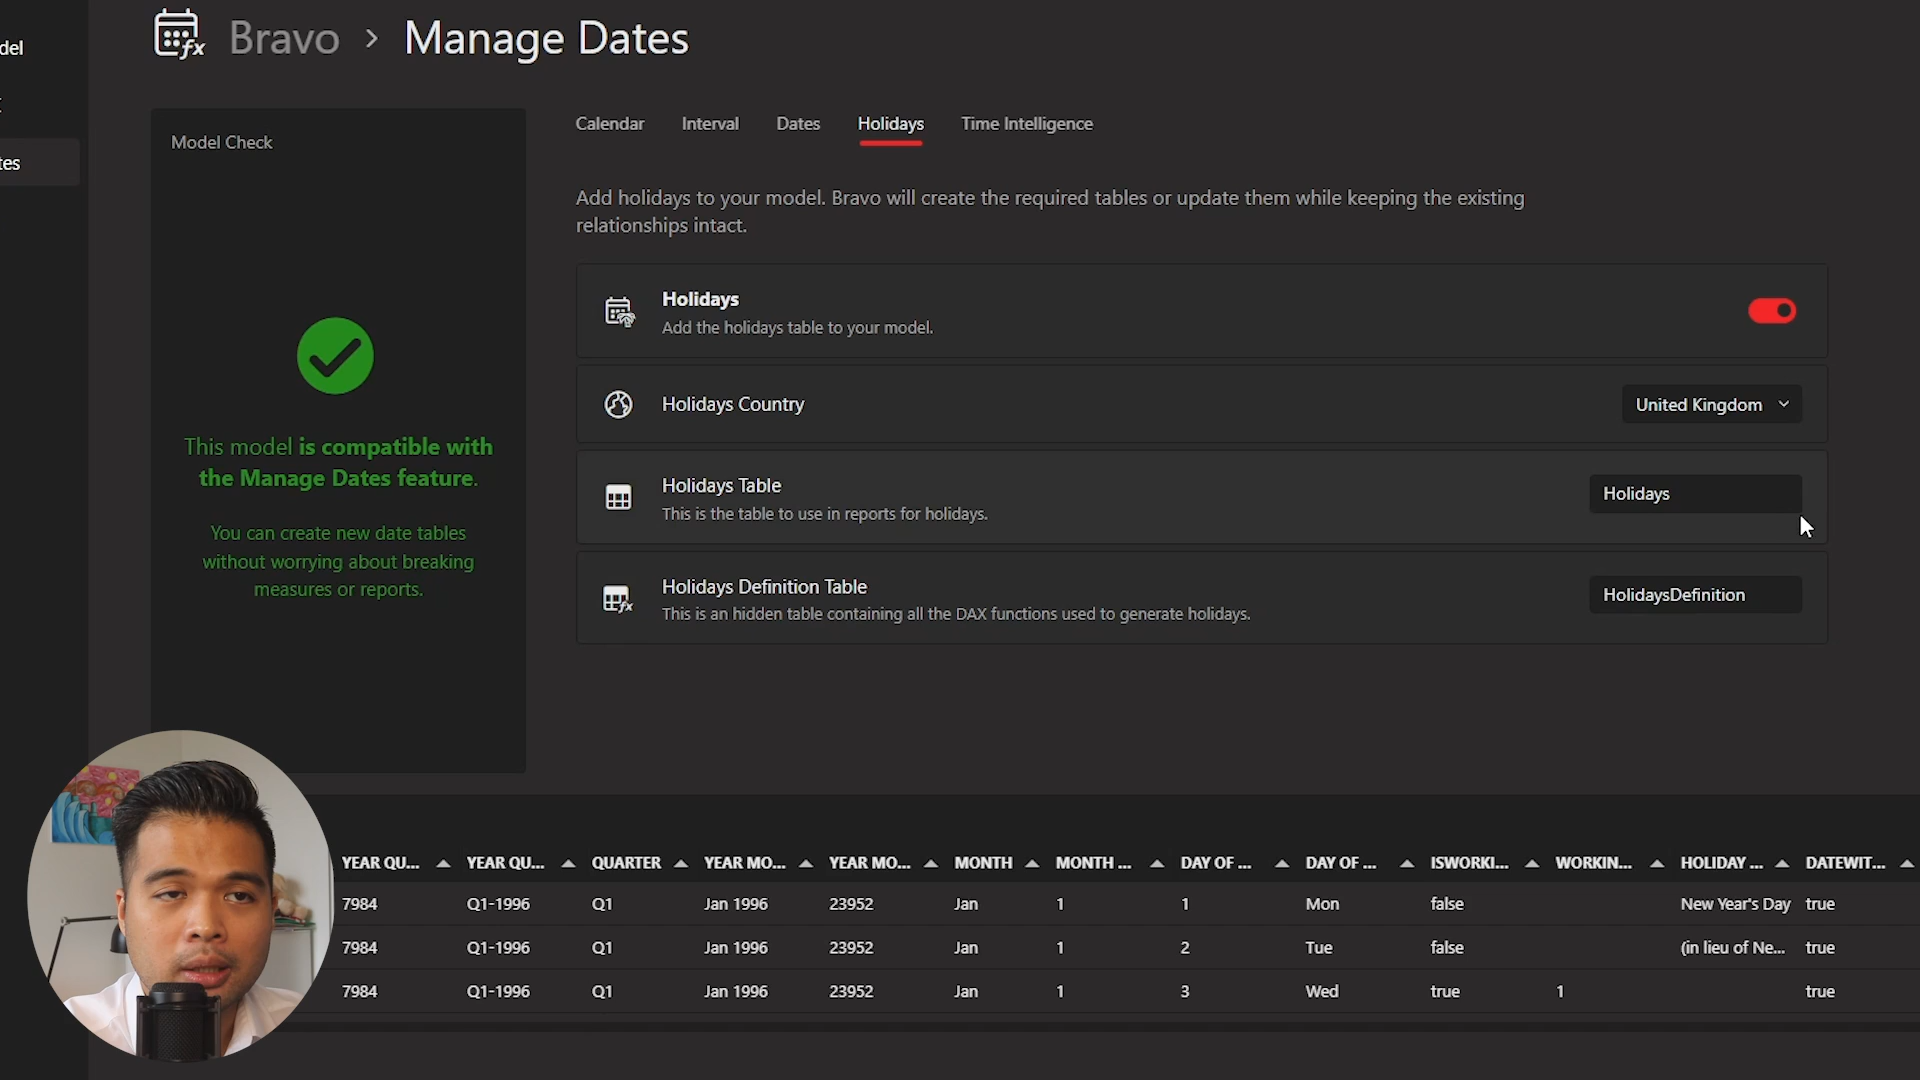 del
Bravo > Manage Dates
tes
Model Check
This model is compatible with
the Manage Dates feature.
You can create new date tables
without worrying about breaking
measures or reports.
Calendar Interval Dates Holidays Time Intelligence
Add holidays to your model. Bravo will create the required tables or update them while keeping the existing
relationships intact.
Holidays
Add the holidays table to your model.
Holidays Country United Kingdom
Holidays Table
This is the table to use in reports for holidays.
Holidays
Holidays Definition Table
This is an hidden table containing all the DAX functions used to generate holidays.
HolidaysDefinition
YEAR QU... YEAR QU... QUARTER YEAR MO... YEAR MO... MONTH MONTH ... DAY OF ... DAY OF ... ISWORKI... WORKIN... HOLIDAY ... DATEWIT...
7984 Q1-1996 Q1 Jan 1996 23952 Jan 1 1 Mon false New Year's Day true
7984 Q1-1996 Q1 Jan 1996 23952 Jan 1 2 Tue false (in lieu of Ne... true
7984 Q1-1996 Q1 Jan 1996 23952 Jan 1 3 Wed true 1 true